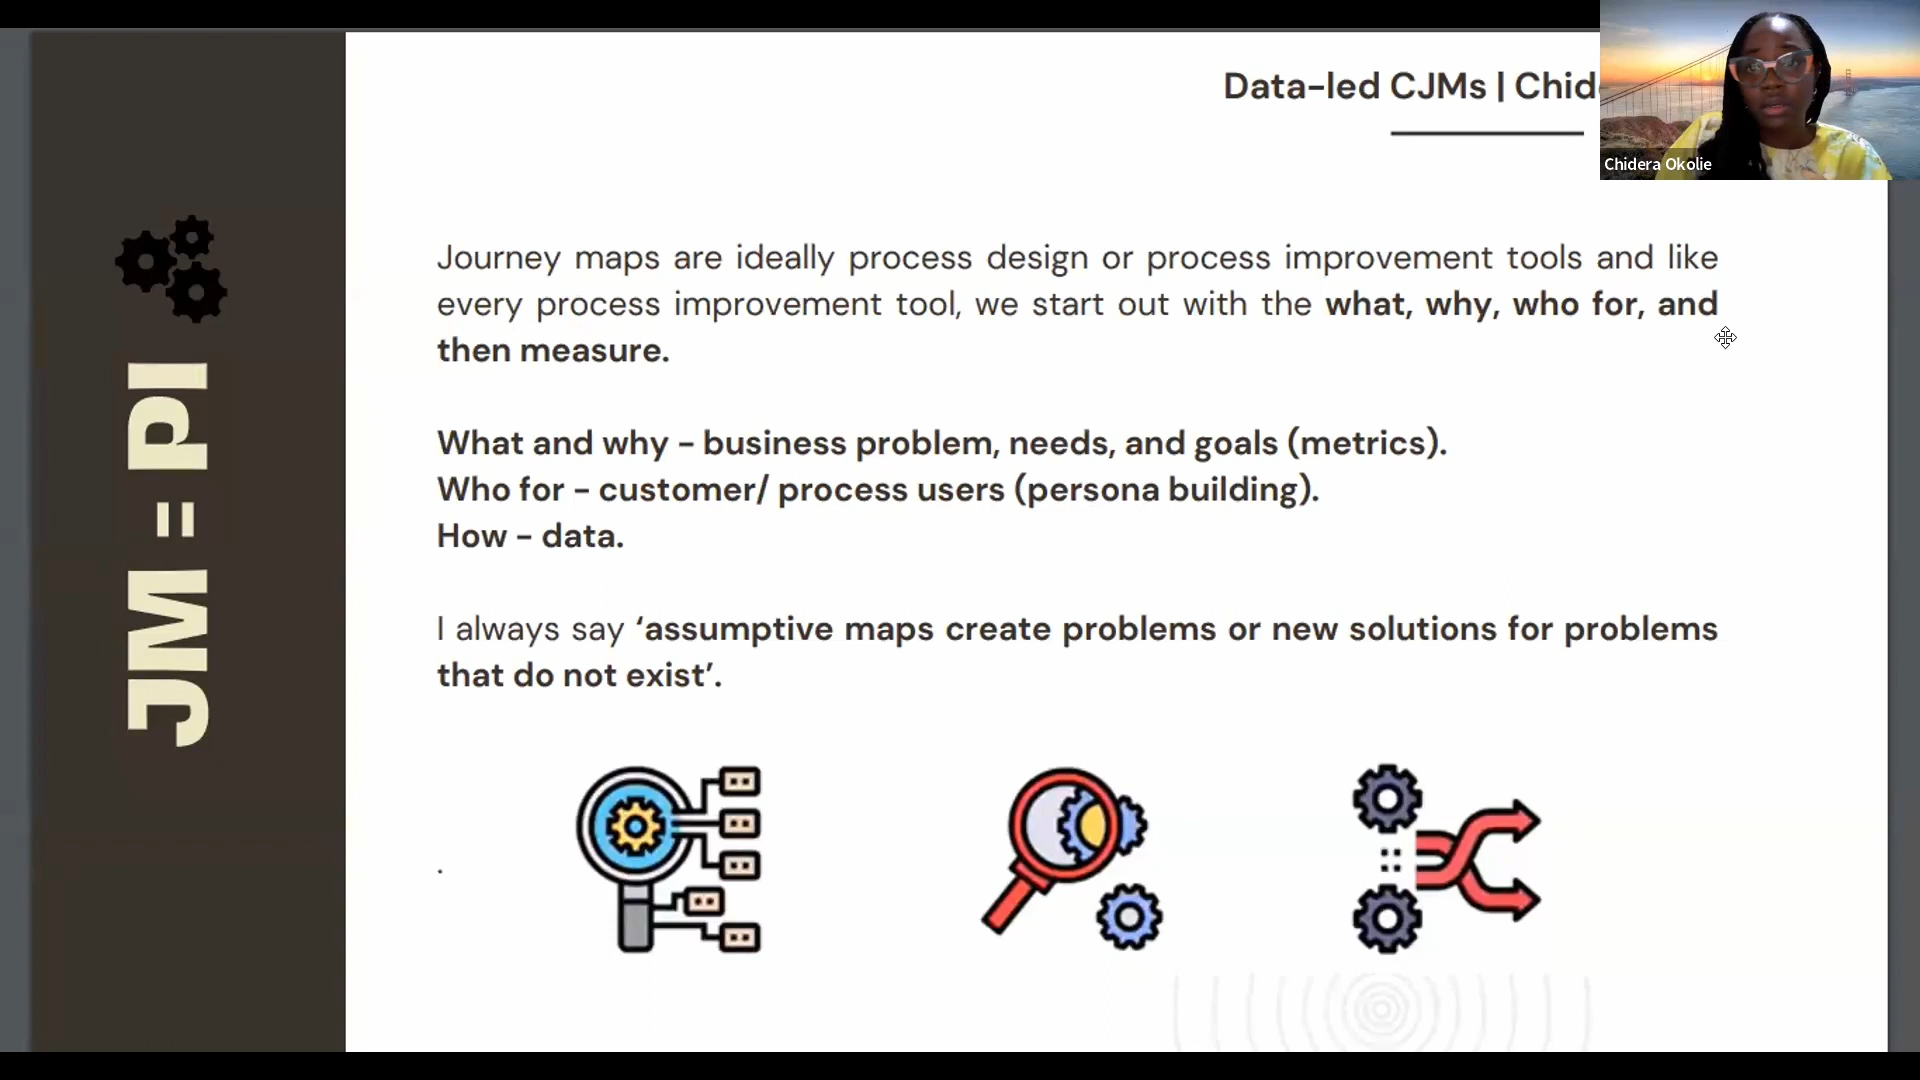 Data-led CJMs | Chid
Chidera Okolie
JM = PI
Journey maps are ideally process design or process improvement tools and like
every process improvement tool, we start out with the what, why, who for, and
then measure.
What and why - business problem, needs, and goals (metrics).
Who for - customer/ process users (persona building).
How - data.
I always say ‘assumptive maps create problems or new solutions for problems
that do not exist’.
.